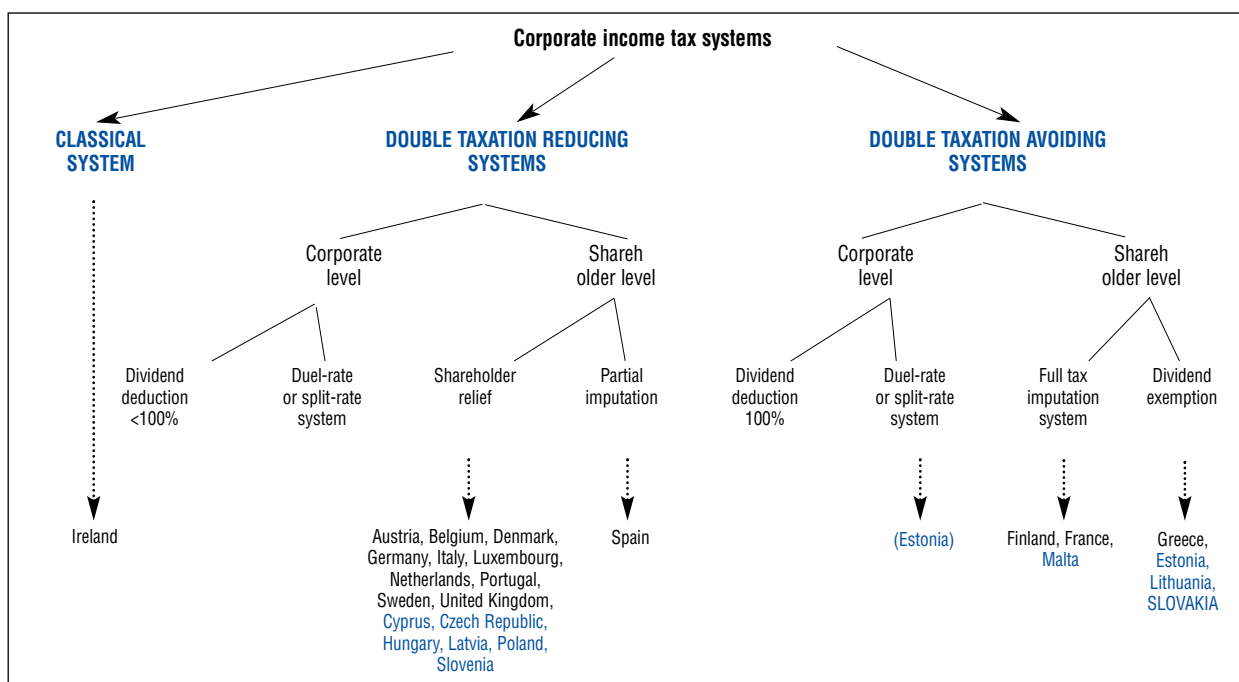 Corporate income tax systems
CLASSICAL
SYSTEM
DOUBLE TAXATION REDUCING
SYSTEMS
DOUBLE TAXATION AVOIDING
SYSTEMS
Corporate
level
Shareh
older level
Corporate
level
Shareh
older level
Dividend
deduction
<100%
Duel-rate
or split-rate
system
Shareholder
relief
Partial
imputation
Dividend
deduction
100%
Duel-rate
or split-rate
system
Full tax
imputation
system
Dividend
exemption
Ireland
Austria, Belgium, Denmark,
Germany, Italy, Luxembourg,
Netherlands, Portugal,
Sweden, United Kingdom,
Cyprus, Czech Republic,
Hungary, Latvia, Poland,
Slovenia
Spain
(Estonia)
Finland, France,
Malta
Greece,
Estonia,
Lithuania,
SLOVAKIA